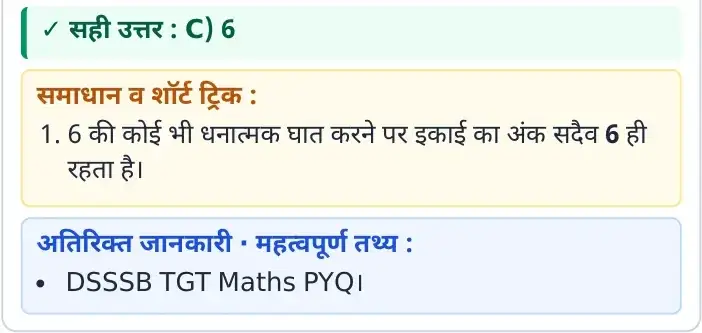 ✓ सही उत्तर : C) 6
समाधान व शॉर्ट ट्रिक :
1. 6 की कोई भी धनात्मक घात करने पर इकाई का अंक सदैव 6 ही
रहता है।
अतिरिक्त जानकारी · महत्वपूर्ण तथ्य :
• DSSSB TGT Maths PYQ।